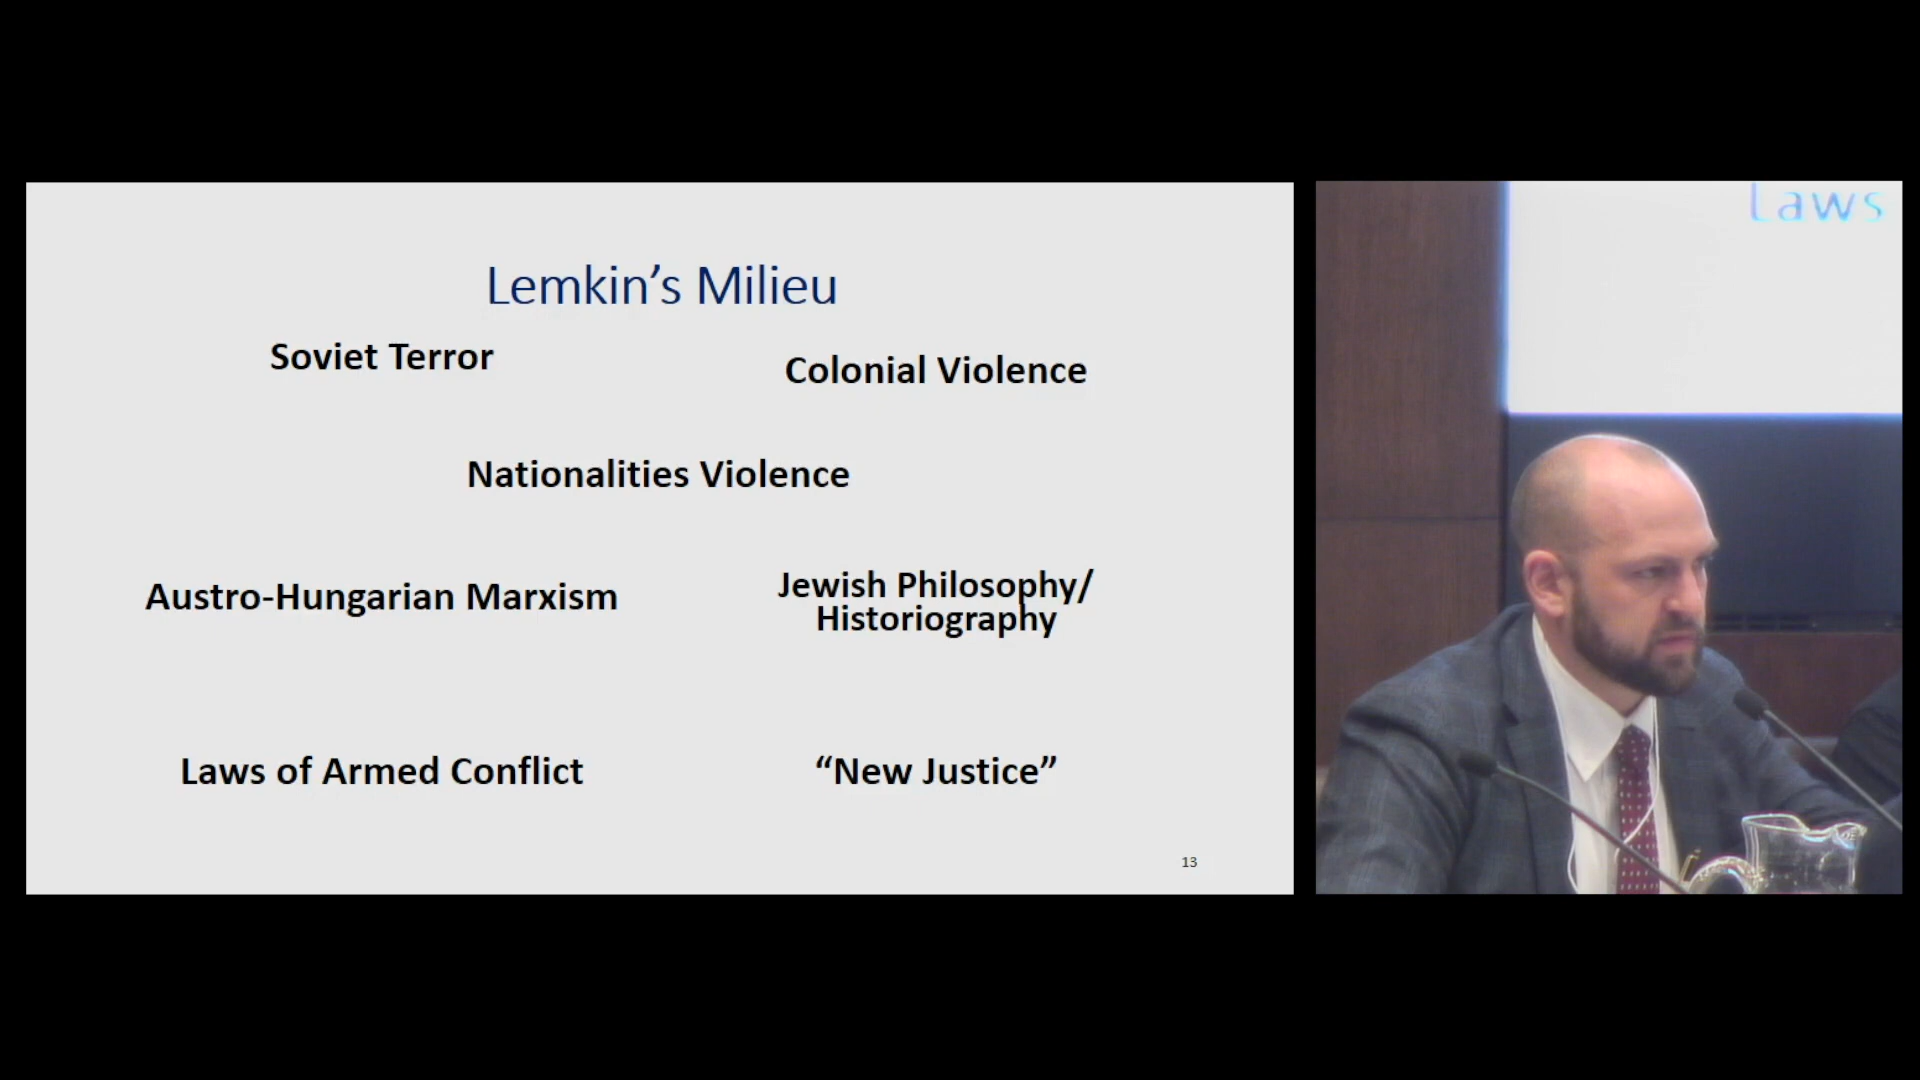 Lemkin’s Milieu
Soviet Terror
Colonial Violence
Nationalities Violence
Austro-Hungarian Marxism
Jewish Philosophy/
Historiography
Laws of Armed Conflict
“New Justice”
13
Laws